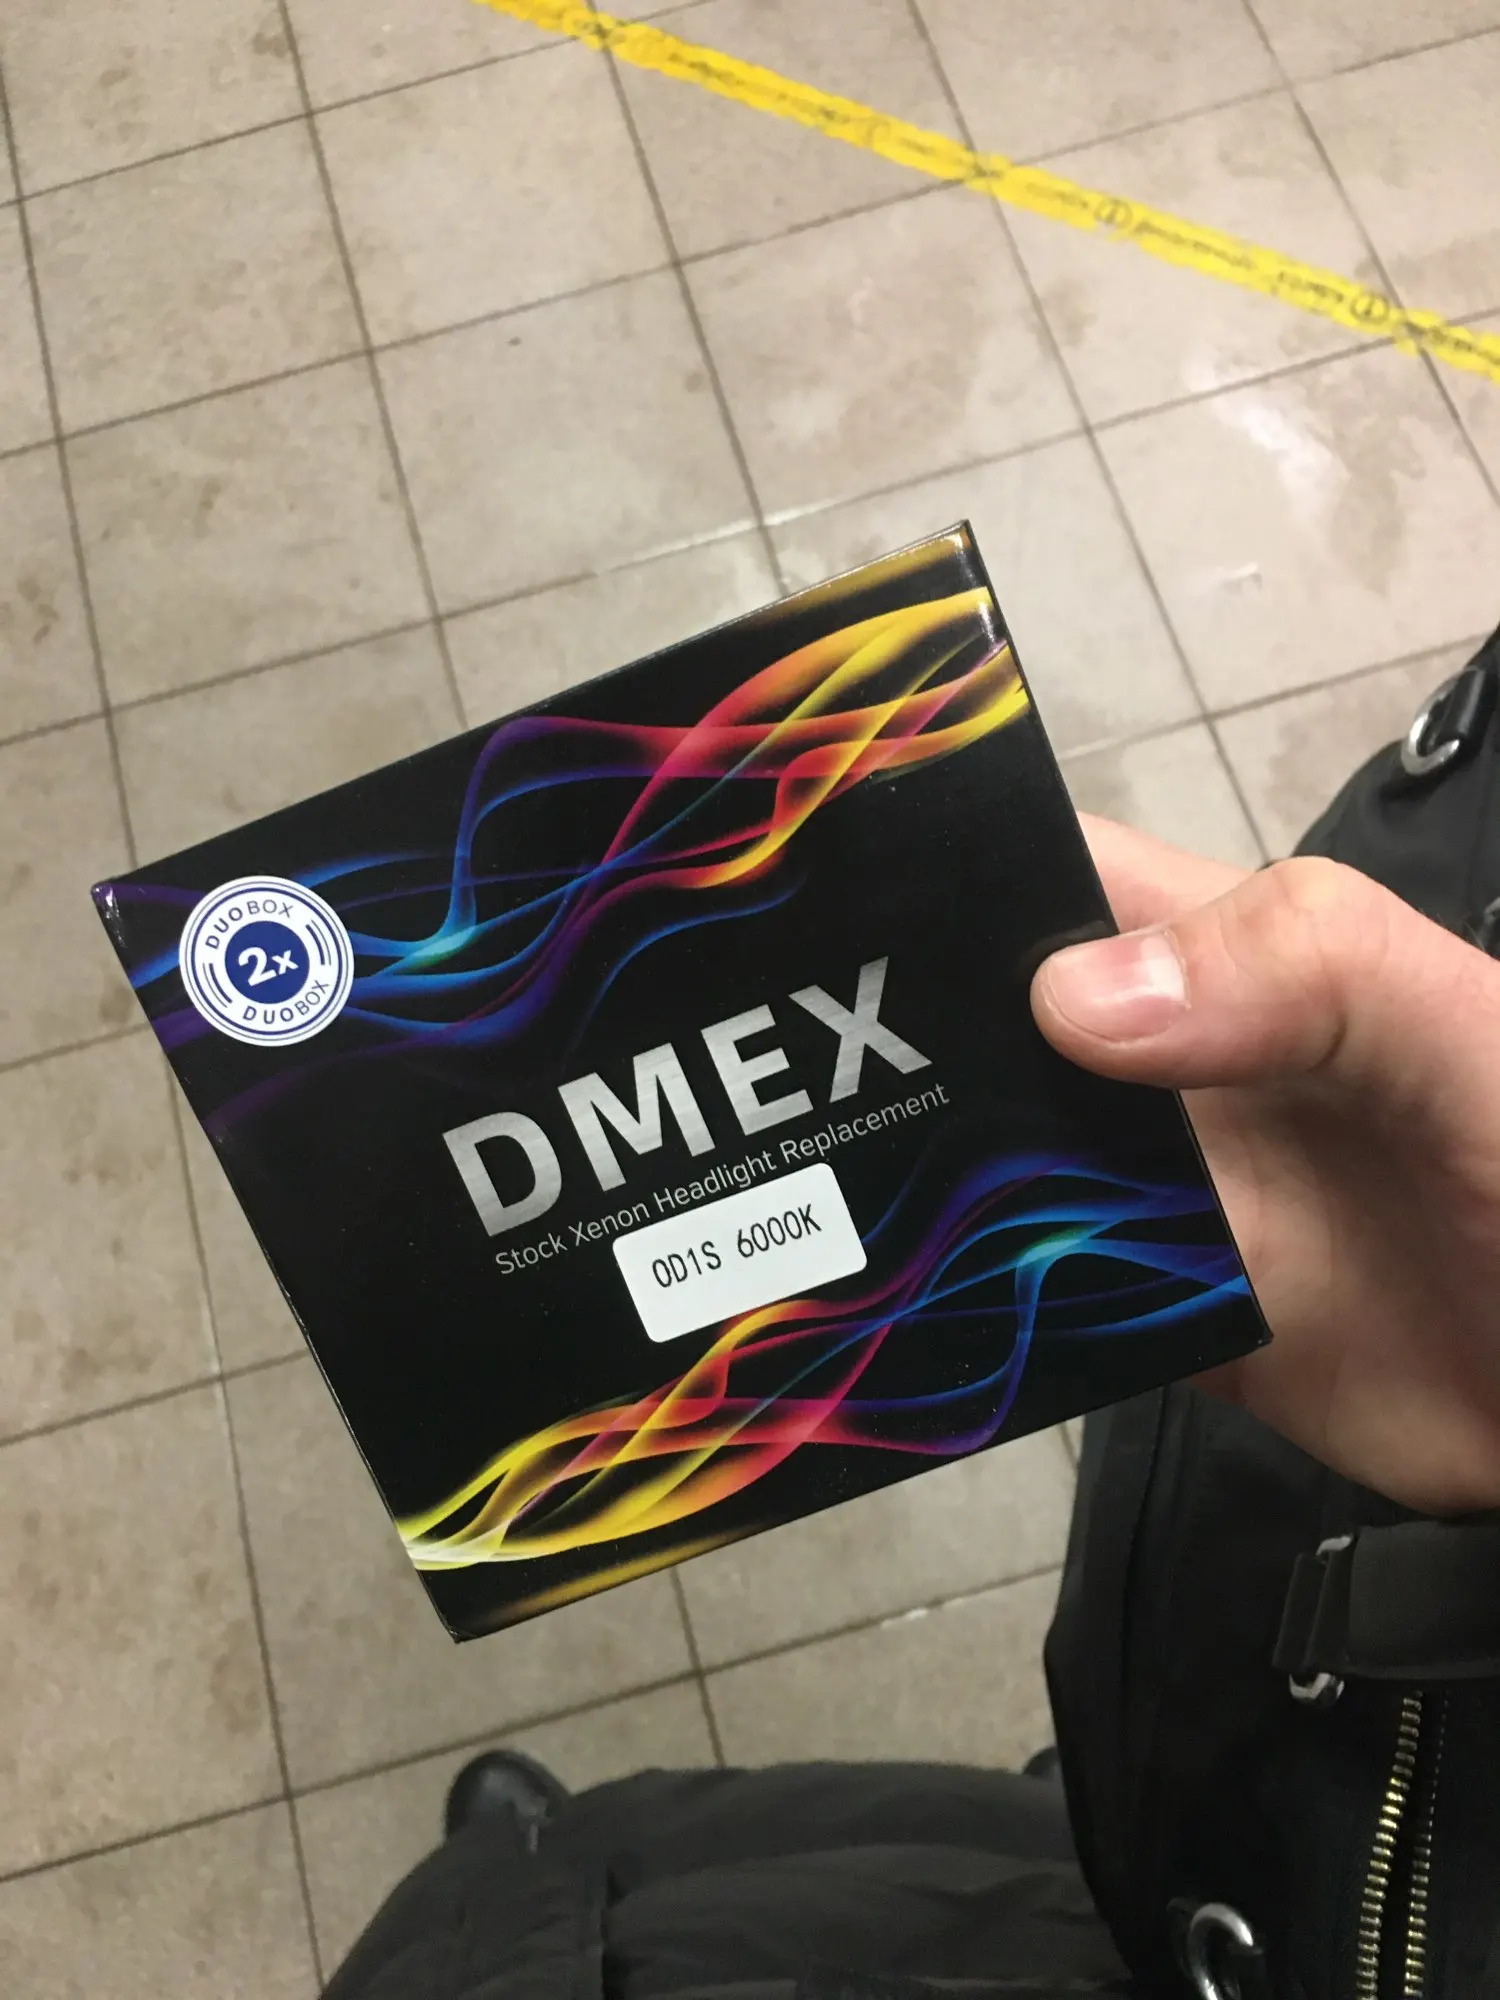 DUOBOX
2x
DUOBOX
DMEX
Stock Xenon Headlight Replacement
OD1S 6000K